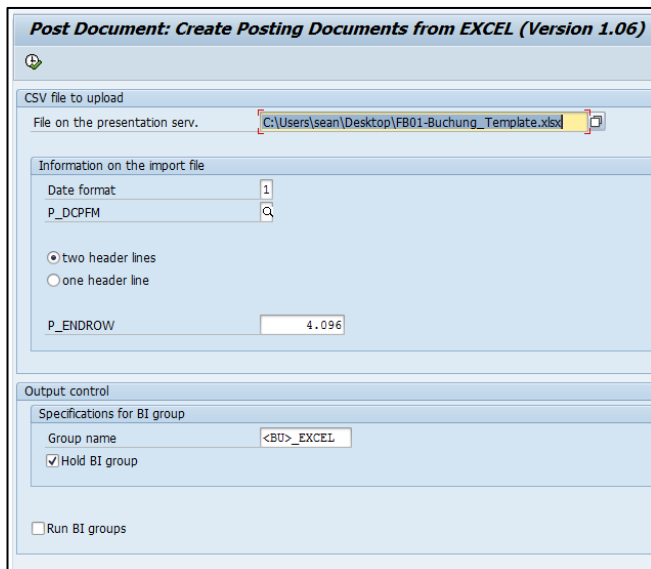 Post Document: Create Posting Documents from EXCEL (Version 1.06)
CSV file to upload
File on the presentation serv. C:\Users\sean\Desktop\FB01-Buchung_Template.xlsx
Information on the import file
Date format 1
P_DCPFM
two header lines
one header line
P_ENDROW 4.096
Output control
Specifications for BI group
Group name <BU>_EXCEL
Hold BI group
Run BI groups